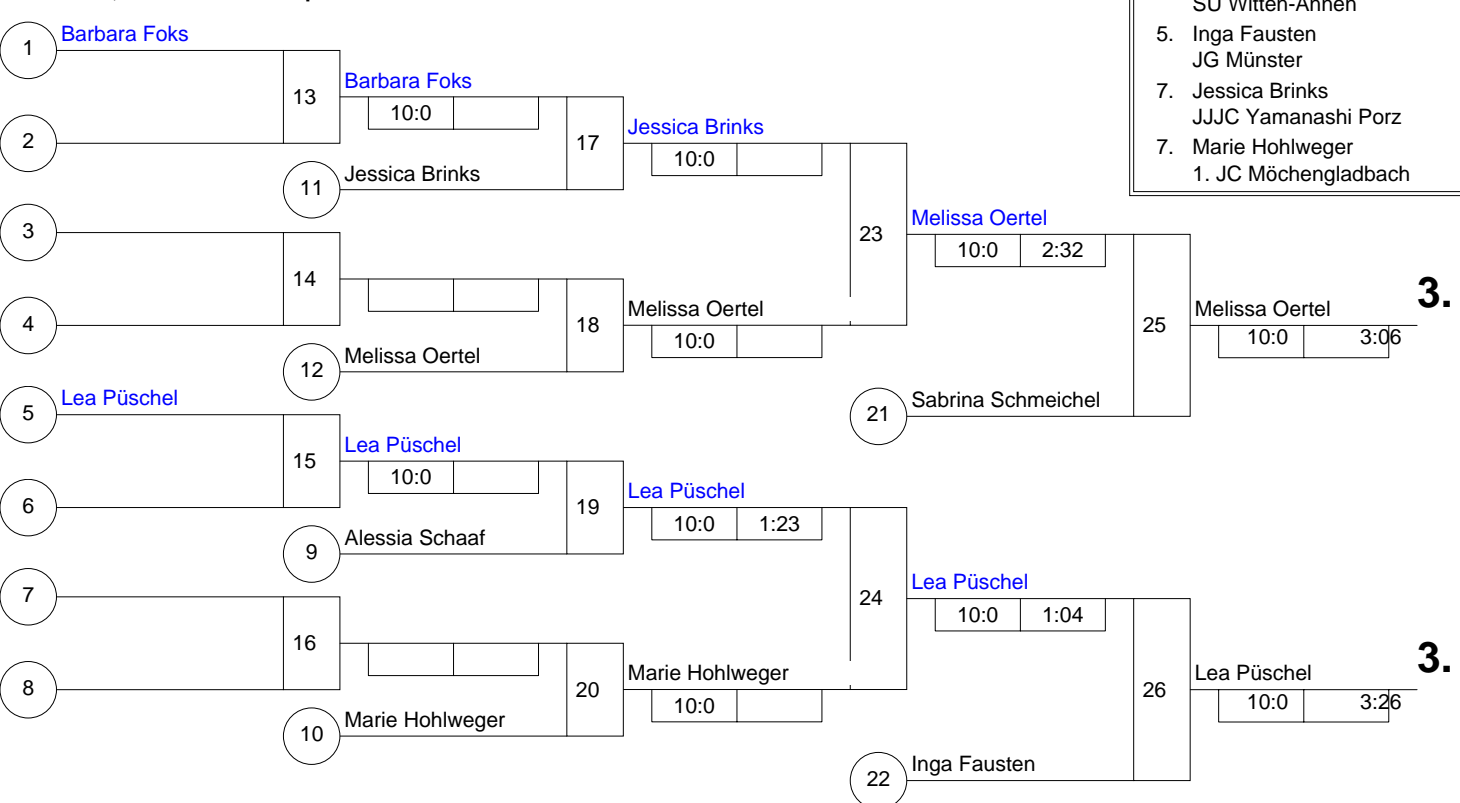 SU Witten-Annen
5. Inga Fausten
JG Münster
7. Jessica Brinks
JJJC Yamanashi Porz
7. Marie Hohlweger
1. JC Möchengladbach
1 Barbara Foks
13 Barbara Foks
10:0
2
17 Jessica Brinks
10:0
11 Jessica Brinks
3
23 Melissa Oertel
10:0 2:32
14
3.
4
18 Melissa Oertel
10:0
25 Melissa Oertel
10:0 3:06
12 Melissa Oertel
5 Lea Püschel
21 Sabrina Schmeichel
15 Lea Püschel
10:0
6
19 Lea Püschel
10:0 1:23
9 Alessia Schaaf
7
24 Lea Püschel
10:0 1:04
16
3.
8
20 Marie Hohlweger
10:0
26 Lea Püschel
10:0 3:26
10 Marie Hohlweger
22 Inga Fausten